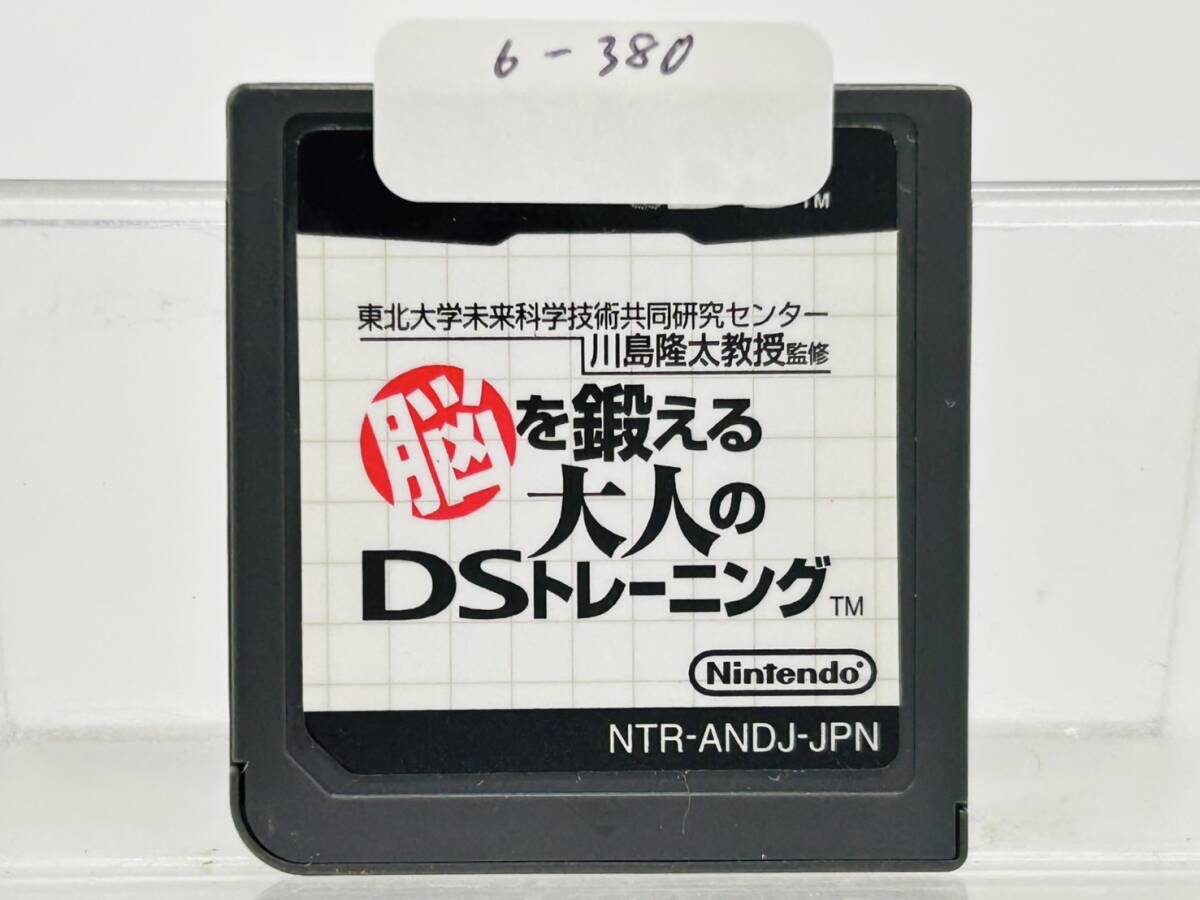 6-380
TM
東北大学未来科学技術共同研究センター
川島隆太教授監修
脳を鍛える
大人の
DSトレーニング TM
Nintendo
NTR-ANDJ-JPN